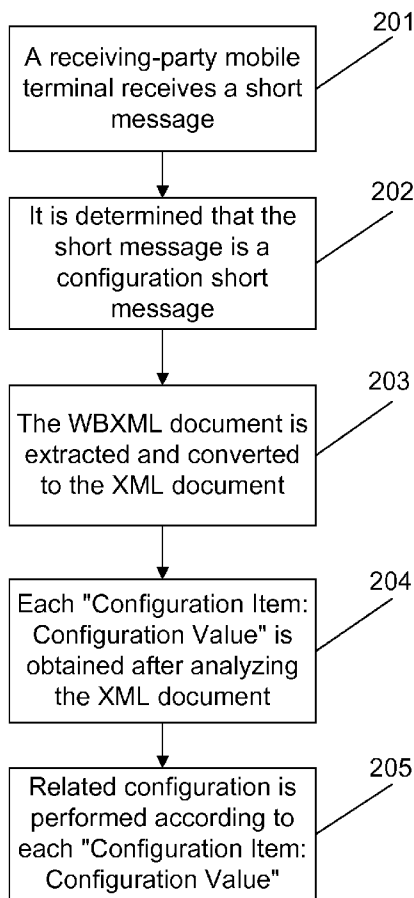 201
A receiving-party mobile
terminal receives a short
message
202
It is determined that the
short message is a
configuration short
message
203
The WBXML document is
extracted and converted
to the XML document
204
Each "Configuration Item:
Configuration Value" is
obtained after analyzing
the XML document
205
Related configuration is
performed according to
each "Configuration Item:
Configuration Value"